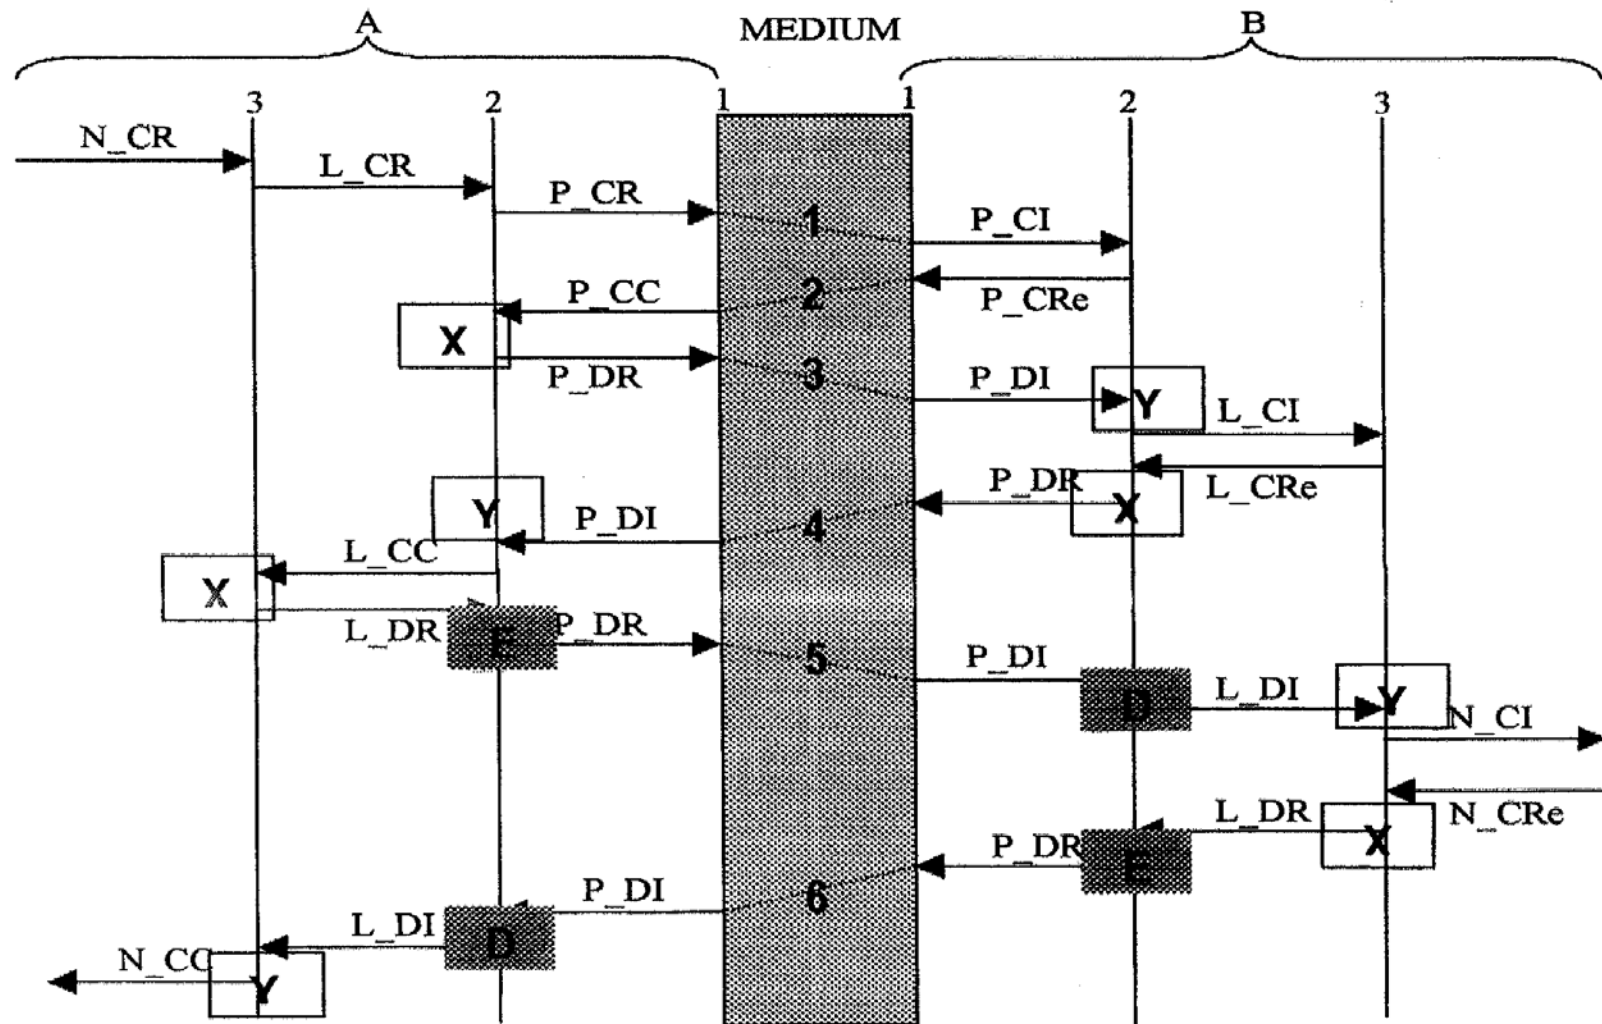 A
MEDIUM
B
3
2
1
1
2
3
N_CR
L_CR
P_CR
1
P_CI
P_CC
2
P_CRe
X
P_DR
3
P_DI
Y
L_CI
Y
P_DI
4
P_DR
X
L_CRe
L_CC
X
L_DR
E
P_DR
5
P_DI
D
L_DI
Y
N_CI
L_DR
X
N_CRe
P_DR
E
6
P_DI
D
L_DI
N_CC
Y